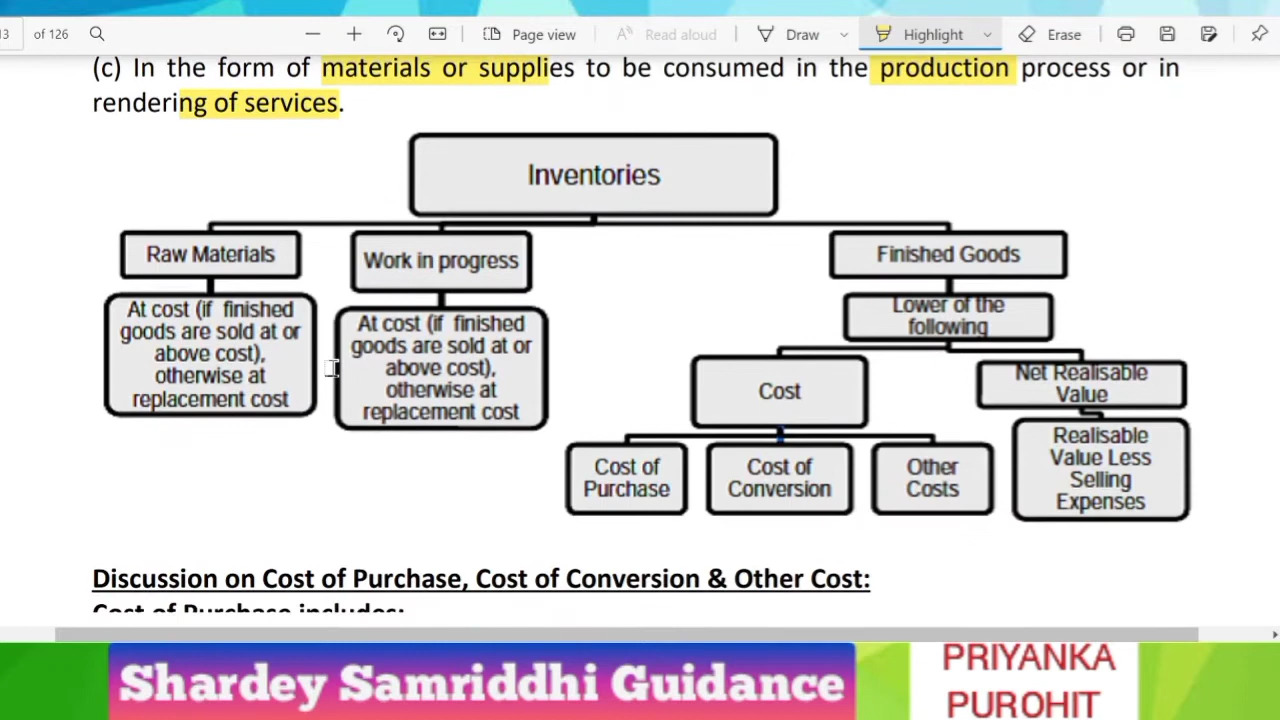 13 of 126 Page view Read aloud Draw Highlight Erase
(c) In the form of materials or supplies to be consumed in the production process or in
rendering of services.
Inventories
Raw Materials
At cost (if finished
goods are sold at or
above cost),
otherwise at
replacement cost
Work in progress
At cost (if finished
goods are sold at or
above cost),
otherwise at
replacement cost
Finished Goods
Lower of the
following
Cost
Cost of
Purchase
Cost of
Conversion
Other
Costs
Net Realisable
Value
Realisable
Value Less
Selling
Expenses
Discussion on Cost of Purchase, Cost of Conversion & Other Cost:
Cost of Purchase includes:
Shardey Samriddhi Guidance
PRIYANKA
PUROHIT